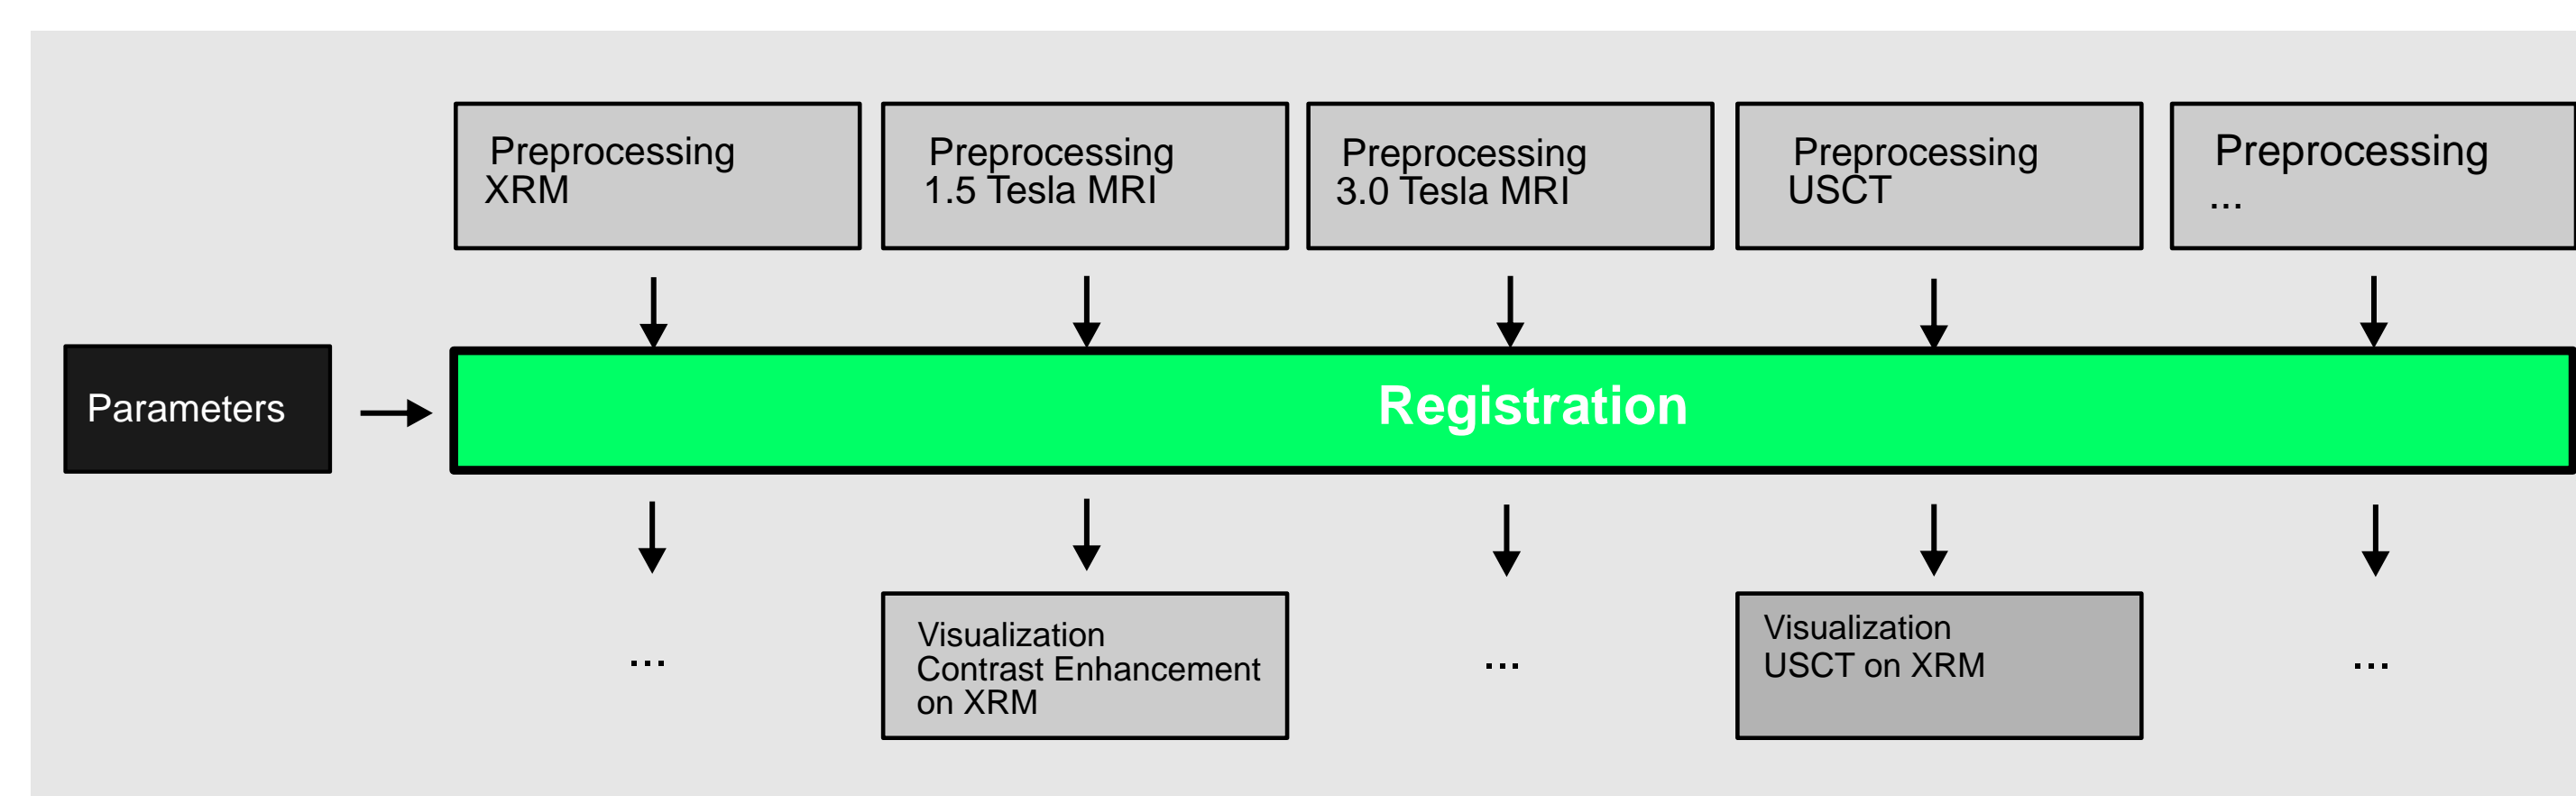 Preprocessing
XRM
Preprocessing
1.5 Tesla MRI
Preprocessing
3.0 Tesla MRI
Preprocessing
USCT
Preprocessing
...
Parameters
Registration
...
Visualization
Contrast Enhancement
on XRM
...
Visualization
USCT on XRM
...